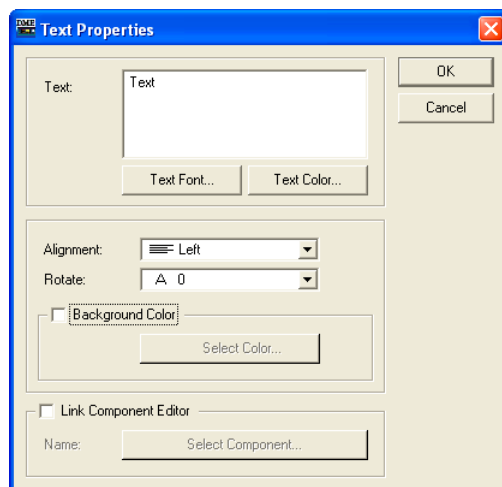 DME
Text Properties
Text:
Text
OK
Cancel
Text Font...
Text Color...
Alignment:
Left
Rotate:
A 0
Background Color
Select Color...
Link Component Editor
Name:
Select Component...